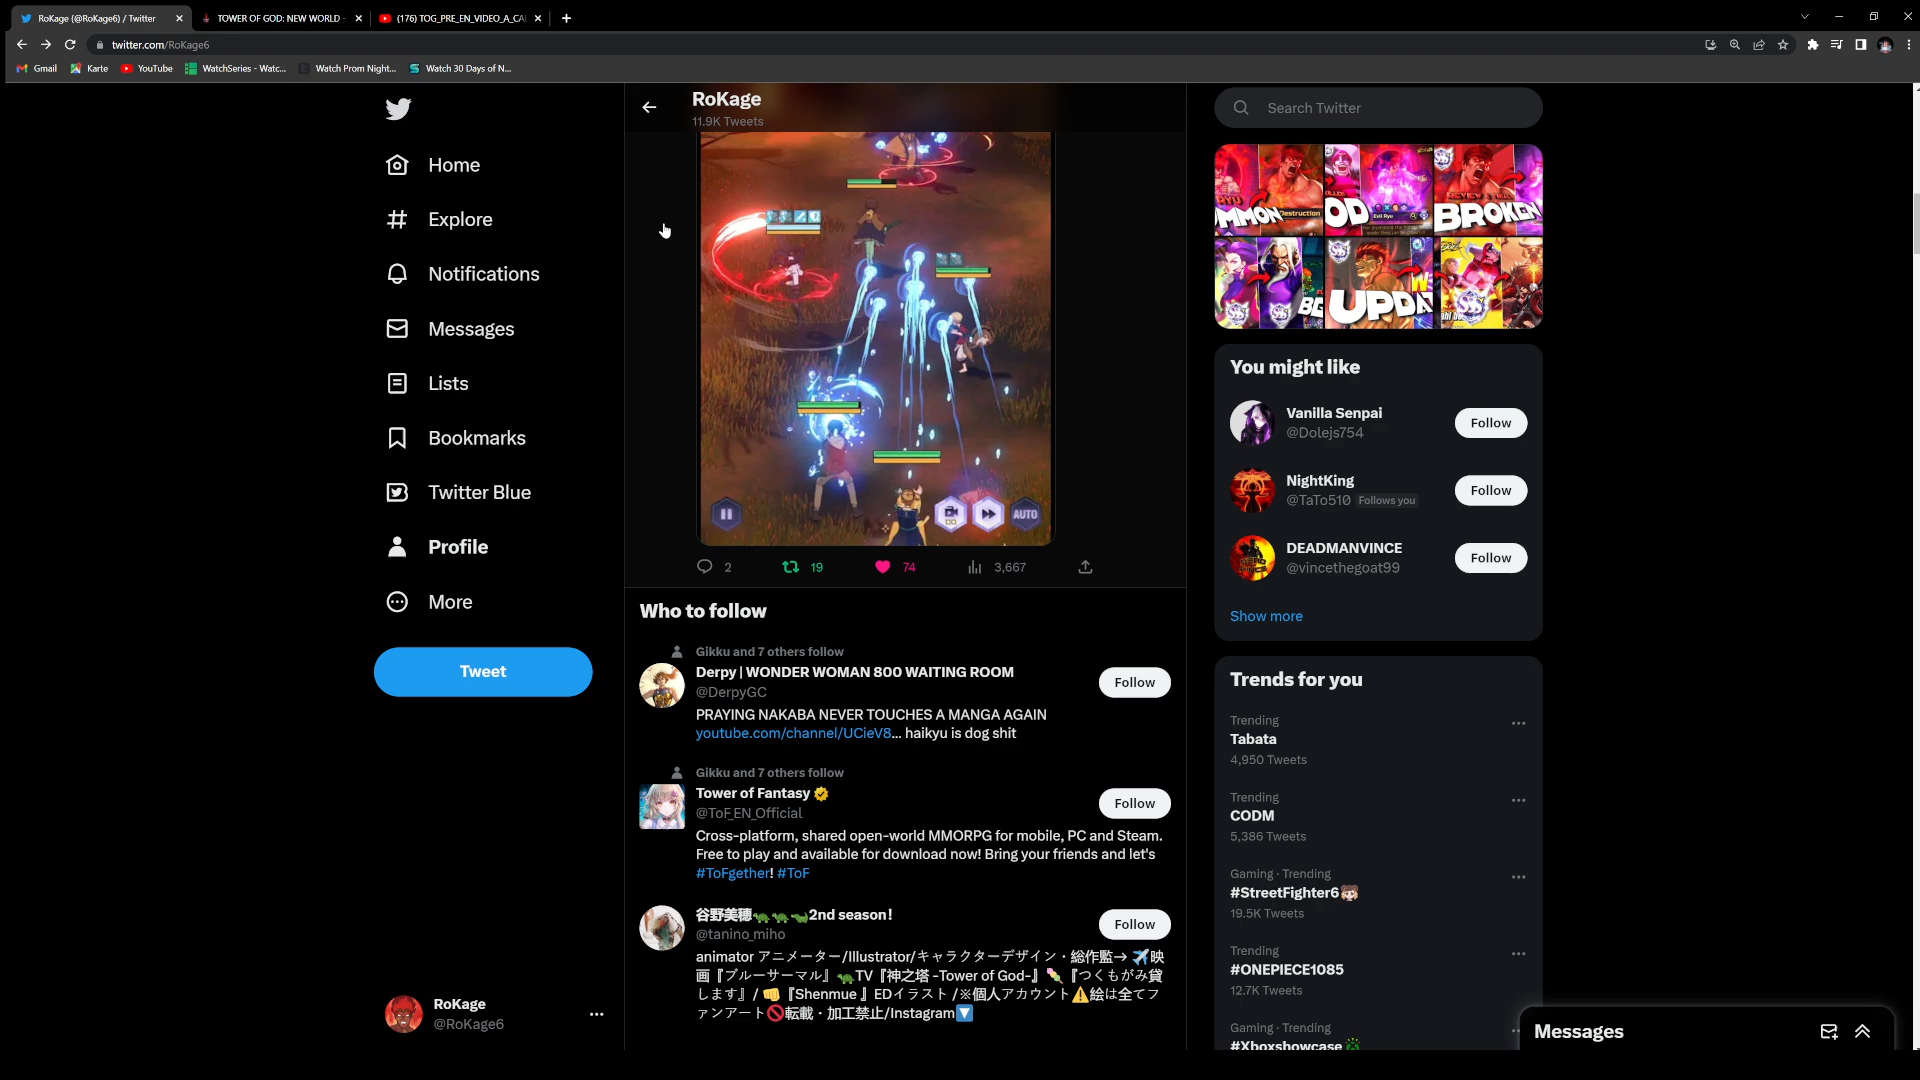 RoKage (@RoKage6) / Twitter
TOWER OF GOD: NEW WORLD -
(176) TOG_PRE_EN_VIDEO_A_CA
twitter.com/RoKage6
Gmail
Karte
YouTube
WatchSeries - Watc...
Watch Prom Night...
Watch 30 Days of N...
Home
Explore
Notifications
Messages
Lists
Bookmarks
Twitter Blue
Profile
More
Tweet
RoKage
@RoKage6
RoKage
11.9K Tweets
AUTO
2
19
74
3,667
Who to follow
Gikku and 7 others follow
Derpy | WONDER WOMAN 800 WAITING ROOM
@DerpyGC
Follow
PRAYING NAKABA NEVER TOUCHES A MANGA AGAIN
youtube.com/channel/UCieV8... haikyu is dog shit
Gikku and 7 others follow
Tower of Fantasy
@ToF_EN_Official
Follow
Cross-platform, shared open-world MMORPG for mobile, PC and Steam.
Free to play and available for download now! Bring your friends and let's
#ToFgether! #ToF
谷野美穂🐢🐢🐊2nd season!
@tanino_miho
Follow
animator アニメーター/Illustrator/キャラクターデザイン・総作監→ ✈️映
画『ブルーサーマル』🐢TV『神之塔 -Tower of God-』🍡『つくもがみ貸
します』/ 👊『Shenmue 』EDイラスト /※個人アカウント⚠️絵は全てフ
ァンアート🚫転載・加工禁止/Instagram🔽
Search Twitter
Destruction
OD
Evil Ryu
BROKEN
UPDA
You might like
Vanilla Senpai
@Dolejs754
Follow
NightKing
@TaTo510 Follows you
Follow
DEADMANVINCE
@vincethegoat99
Follow
Show more
Trends for you
Trending
Tabata
4,950 Tweets
Trending
CODM
5,386 Tweets
Gaming · Trending
#StreetFighter6
19.5K Tweets
Trending
#ONEPIECE1085
12.7K Tweets
Gaming · Trending
#Xboxshowcase
Messages